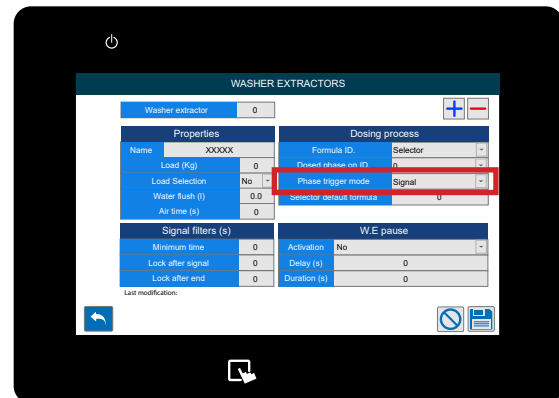 WASHER EXTRACTORS
Washer extractor 0
Properties
Name XXXXX
Load (Kg) 0
Load Selection No
Water flush (l) 0.0
Air time (s) 0
Dosing process
Formula ID. Selector
Dosed phase on ID. 0
Phase trigger mode Signal
Selector default formula 0
Signal filters (s)
Minimum time 0
Lock after signal 0
Lock after end 0
W.E pause
Activation No
Delay (s) 0
Duration (s) 0
Last modification: